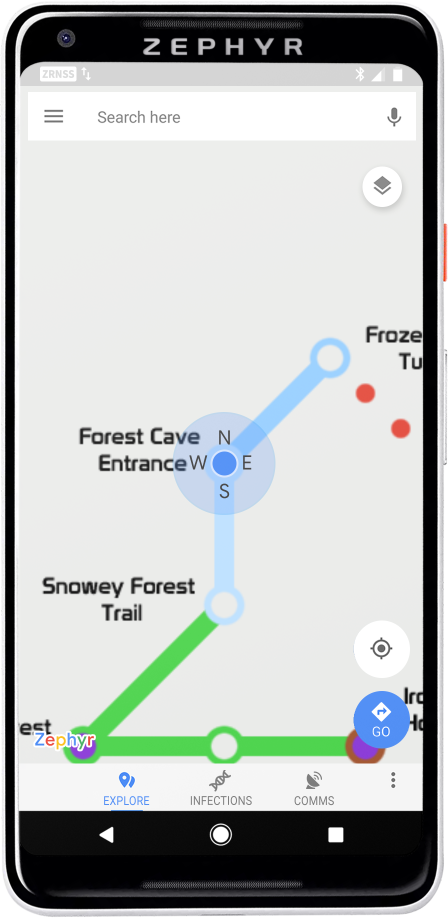 ZEPHYR
ZRNSS
Search here
Froze
Tu
Forest Cave
Entrance
N
W E
S
Snowey Forest
Trail
Iro
Ho
est
Zephyr
GO
EXPLORE INFECTIONS COMMS